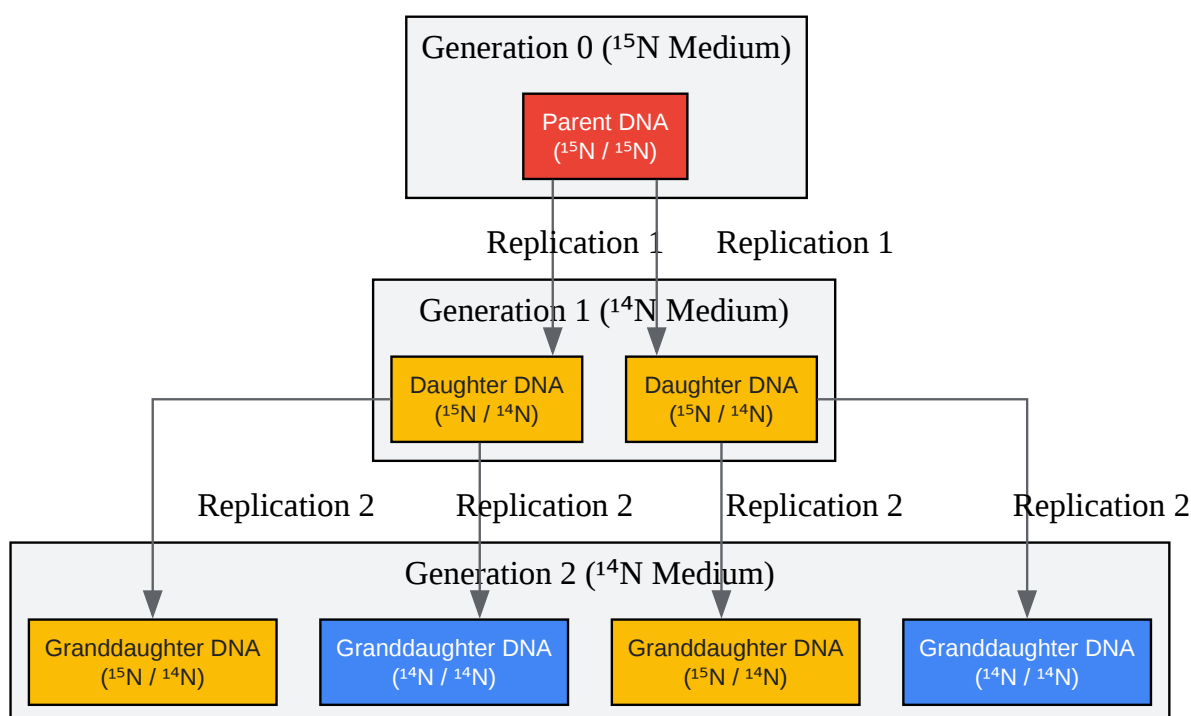 Generation 0 (¹⁵N Medium)
Parent DNA
(¹⁵N / ¹⁵N)
Replication 1
Replication 1
Generation 1 (¹⁴N Medium)
Daughter DNA
(¹⁵N / ¹⁴N)
Daughter DNA
(¹⁵N / ¹⁴N)
Replication 2
Replication 2
Replication 2
Replication 2
Generation 2 (¹⁴N Medium)
Granddaughter DNA
(¹⁵N / ¹⁴N)
Granddaughter DNA
(¹⁴N / ¹⁴N)
Granddaughter DNA
(¹⁵N / ¹⁴N)
Granddaughter DNA
(¹⁴N / ¹⁴N)